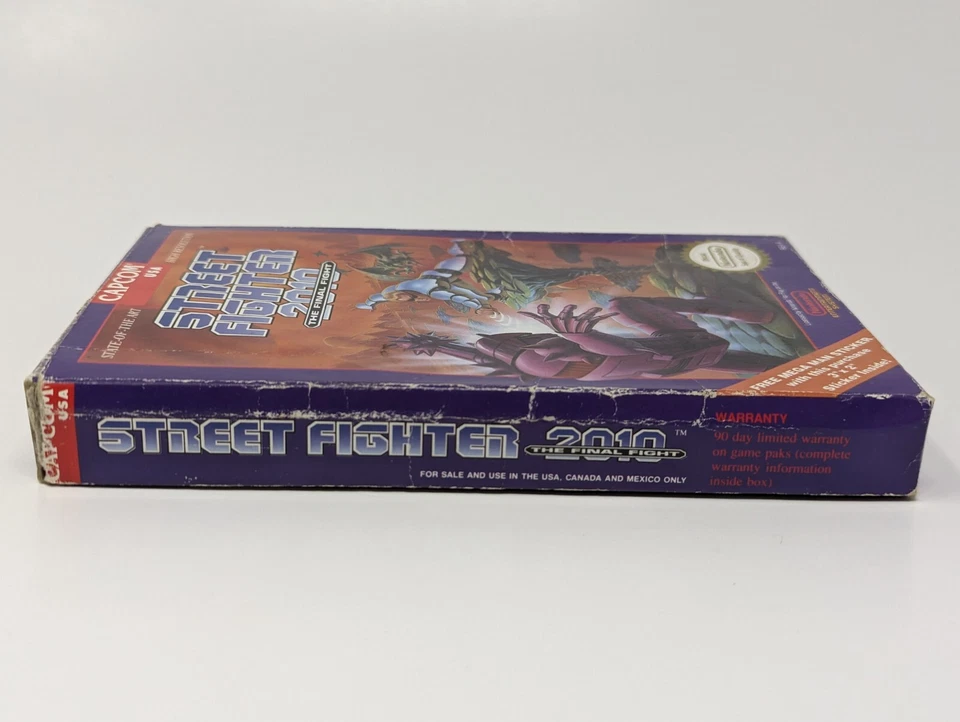 CAPCOM
USA
STATE-OF-THE-ART
STREET
FIGHTER
2010
THE FINAL FIGHT
FREE MEGA MAN STICKER
with this purchase
Sticker Inside!
CAPCOM
USA
STREET FIGHTER 2010 ™
THE FINAL FIGHT
FOR SALE AND USE IN THE USA, CANADA AND MEXICO ONLY
WARRANTY
90 day limited warranty
on game paks (complete
warranty information
inside box)